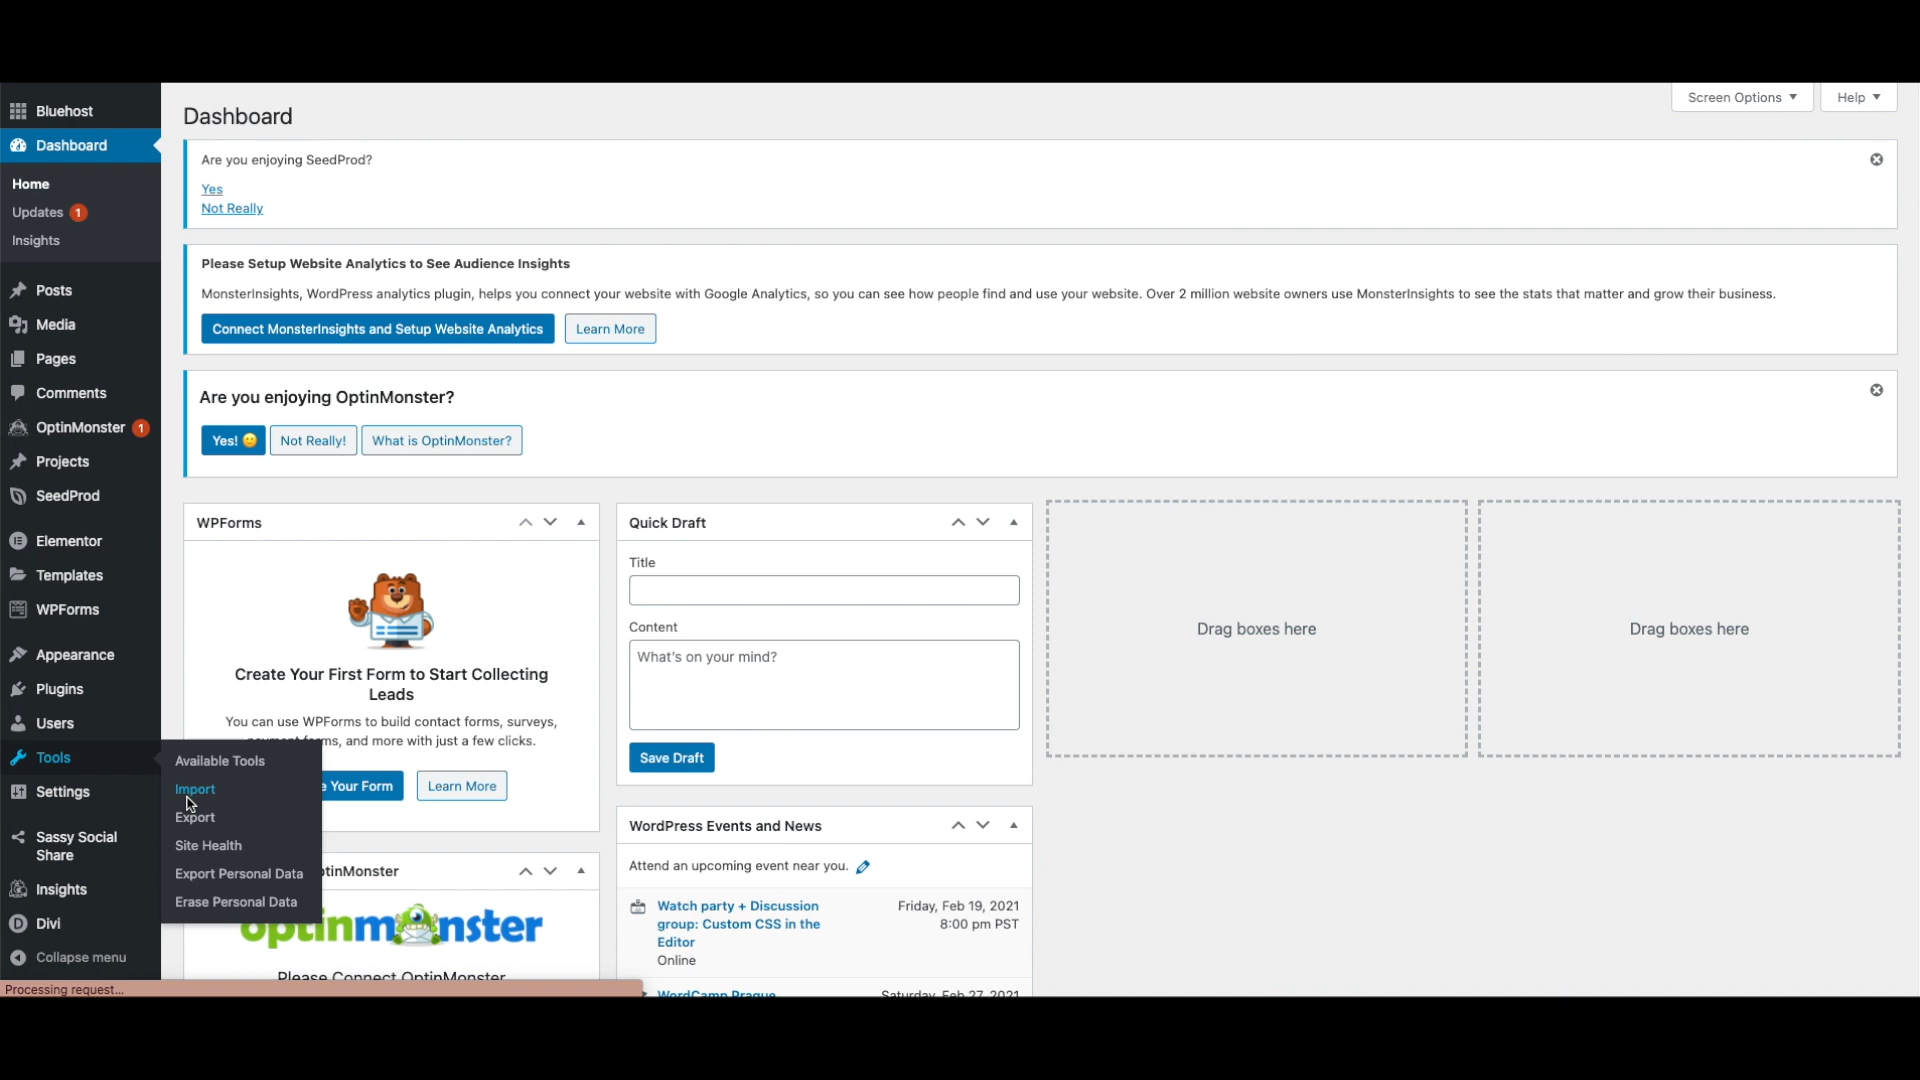 Bluehost
Dashboard
Home
Updates 1
Insights
Posts
Media
Pages
Comments
OptinMonster 1
Projects
SeedProd
Elementor
Templates
WPForms
Appearance
Plugins
Users
Tools
Settings
Sassy Social
Share
Insights
Divi
Collapse menu
Processing request...
Available Tools
Import
Export
Site Health
Export Personal Data
Erase Personal Data
Screen Options
Help
Dashboard
Are you enjoying SeedProd?
Yes
Not Really
Please Setup Website Analytics to See Audience Insights
MonsterInsights, WordPress analytics plugin, helps you connect your website with Google Analytics, so you can see how people find and use your website. Over 2 million website owners use MonsterInsights to see the stats that matter and grow their business.
Connect MonsterInsights and Setup Website Analytics
Learn More
Are you enjoying OptinMonster?
Yes! 🙂
Not Really!
What is OptinMonster?
WPForms
Create Your First Form to Start Collecting
Leads
You can use WPForms to build contact forms, surveys,
and more with just a few clicks.
Your Form
Learn More
optinmonster
Please Connect OptinMonster
Quick Draft
Title
Content
What's on your mind?
Save Draft
WordPress Events and News
Attend an upcoming event near you.
Watch party + Discussion
group: Custom CSS in the
Editor
Online
Friday, Feb 19, 2021
8:00 pm PST
WordCamp Prague
Saturday, Feb 27, 2021
Drag boxes here
Drag boxes here